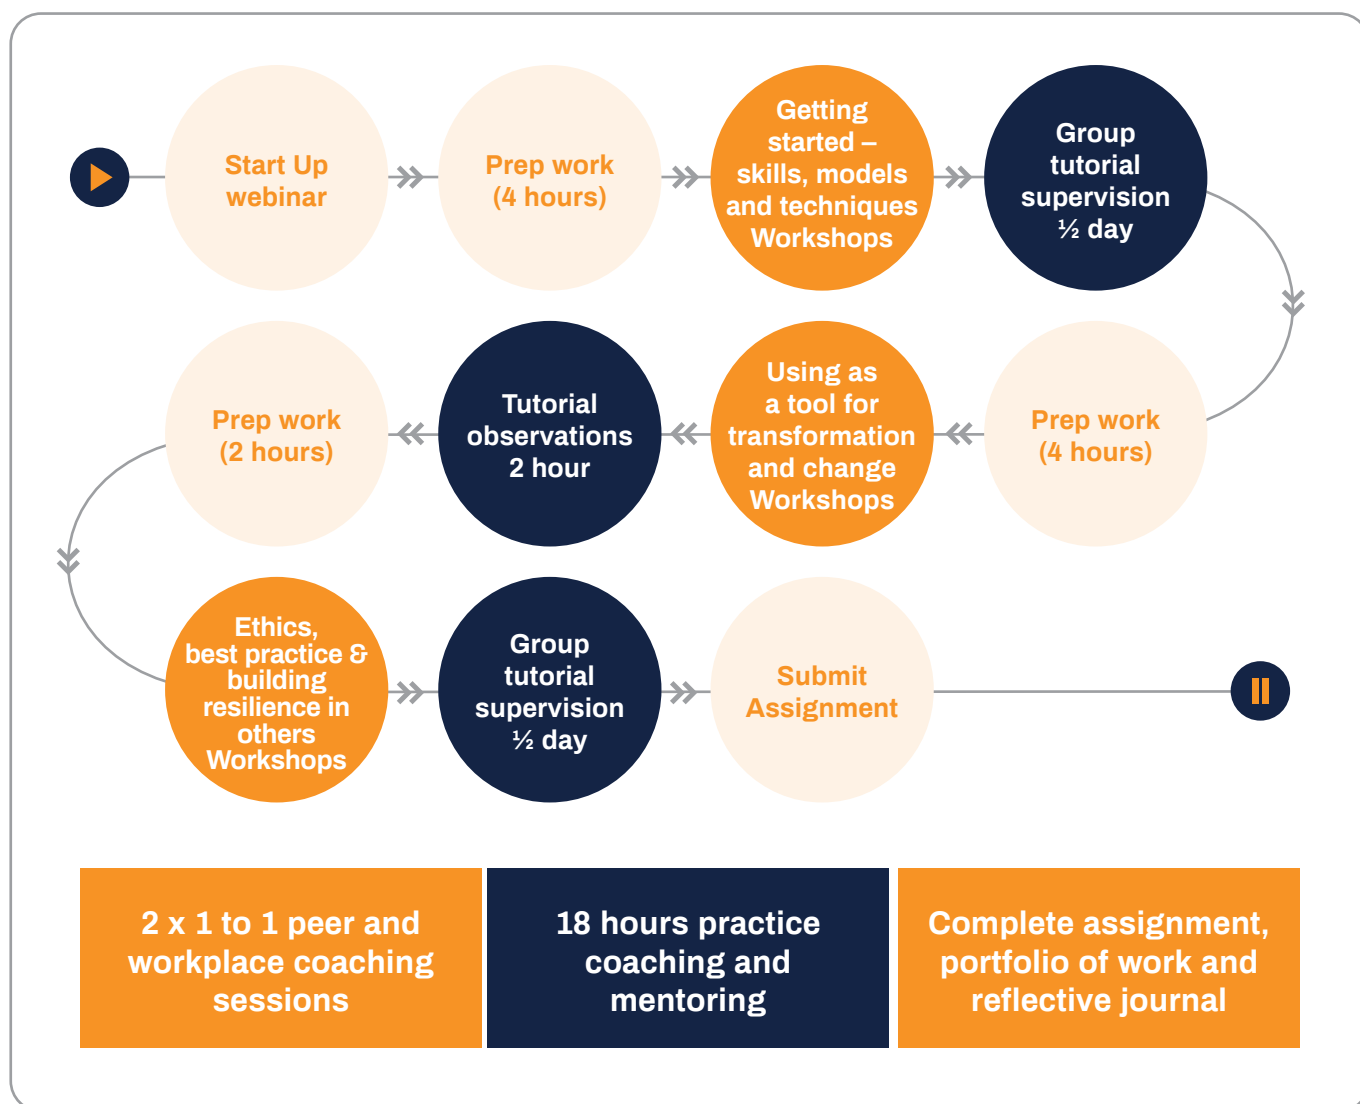 Start Up
webinar
Prep work
(4 hours)
Getting
started –
skills, models
and techniques
Workshops
Group
tutorial
supervision
½ day
Prep work
(4 hours)
Using as
a tool for
transformation
and change
Workshops
Tutorial
observations
2 hour
Prep work
(2 hours)
Ethics,
best practice &
building
resilience in
others
Workshops
Group
tutorial
supervision
½ day
Submit
Assignment
2 x 1 to 1 peer and
workplace coaching
sessions
18 hours practice
coaching and
mentoring
Complete assignment,
portfolio of work and
reflective journal